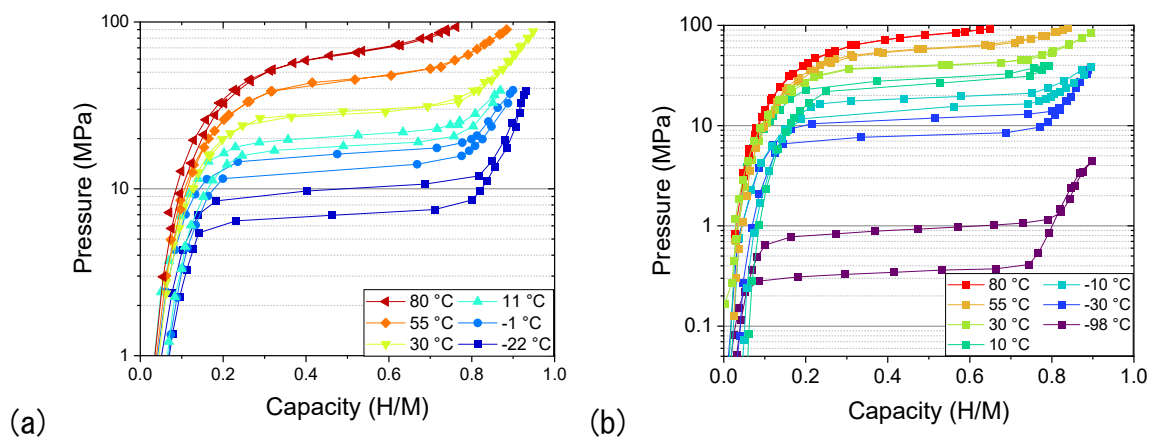 (a)
100
10
1
Pressure (MPa)
0.0 0.2 0.4 0.6 0.8 1.0
Capacity (H/M)
80 °C
55 °C
30 °C
11 °C
-1 °C
-22 °C
(b)
100
10
1
0.1
Pressure (MPa)
0.0 0.2 0.4 0.6 0.8 1.0
Capacity (H/M)
80 °C
55 °C
30 °C
10 °C
-10 °C
-30 °C
-98 °C